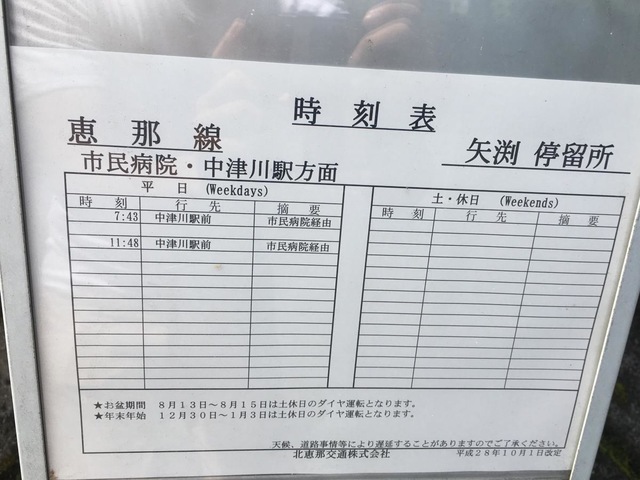 時刻表
恵那線
矢渕 停留所
市民病院・中津川駅方面
平日 (Weekdays)
時刻 行先 摘要
7:43 中津川駅前 市民病院経由
11:48 中津川駅前 市民病院経由
土・休日 (Weekends)
時刻 行先 摘要
★お盆期間 8月13日～8月15日は土休日のダイヤ運転となります。
★年末年始 12月30日～1月3日は土休日のダイヤ運転となります。
天候、道路事情等により遅延することがありますのでご了承ください。
北恵那交通株式会社 平成28年10月1日改定